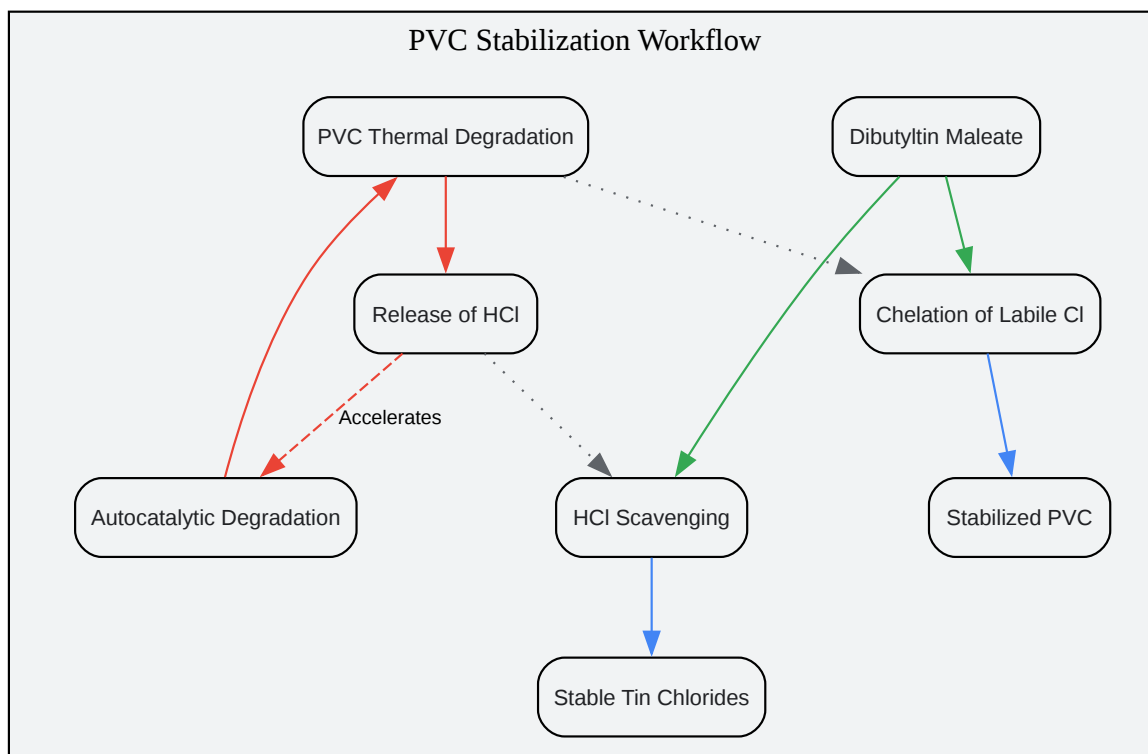 PVC Stabilization Workflow
PVC Thermal Degradation
Dibutyltin Maleate
Release of HCl
Chelation of Labile Cl
Accelerates
Autocatalytic Degradation
HCl Scavenging
Stabilized PVC
Stable Tin Chlorides